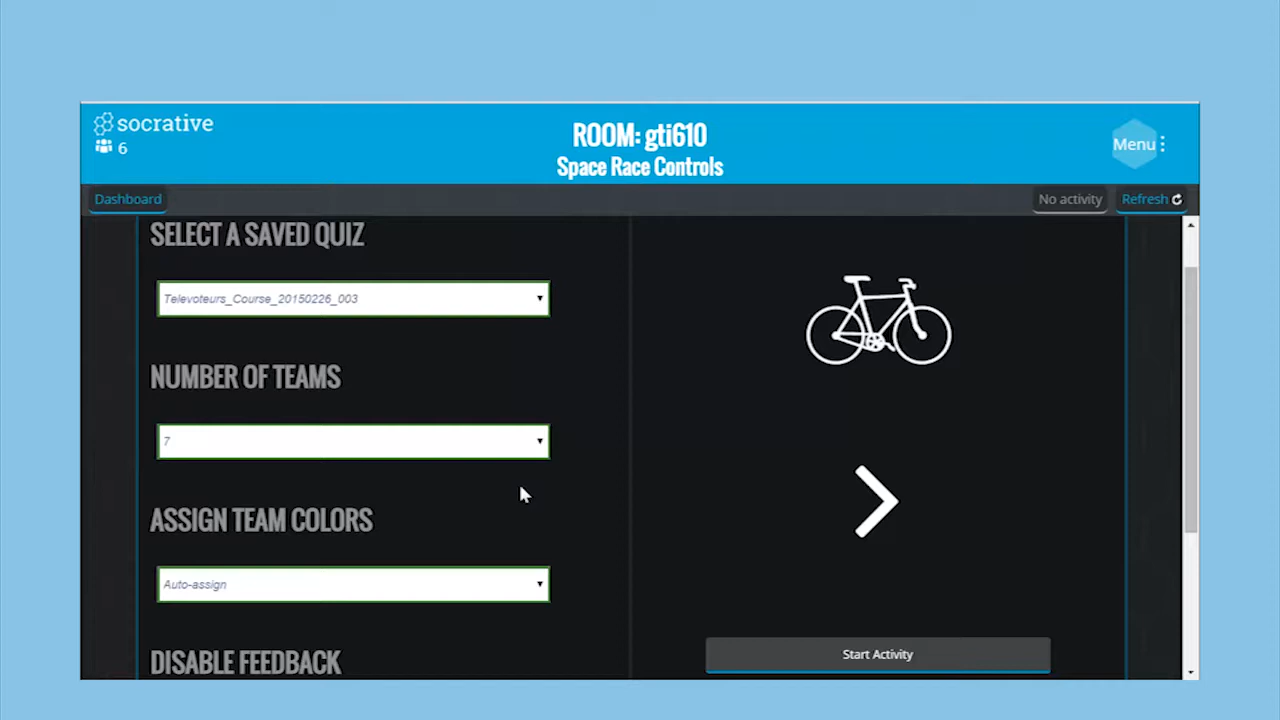 socrative
6
ROOM: gti610
Space Race Controls
Menu
Dashboard
No activity
Refresh
SELECT A SAVED QUIZ
Televoteurs_Course_20150226_003
NUMBER OF TEAMS
7
ASSIGN TEAM COLORS
Auto-assign
DISABLE FEEDBACK
Start Activity